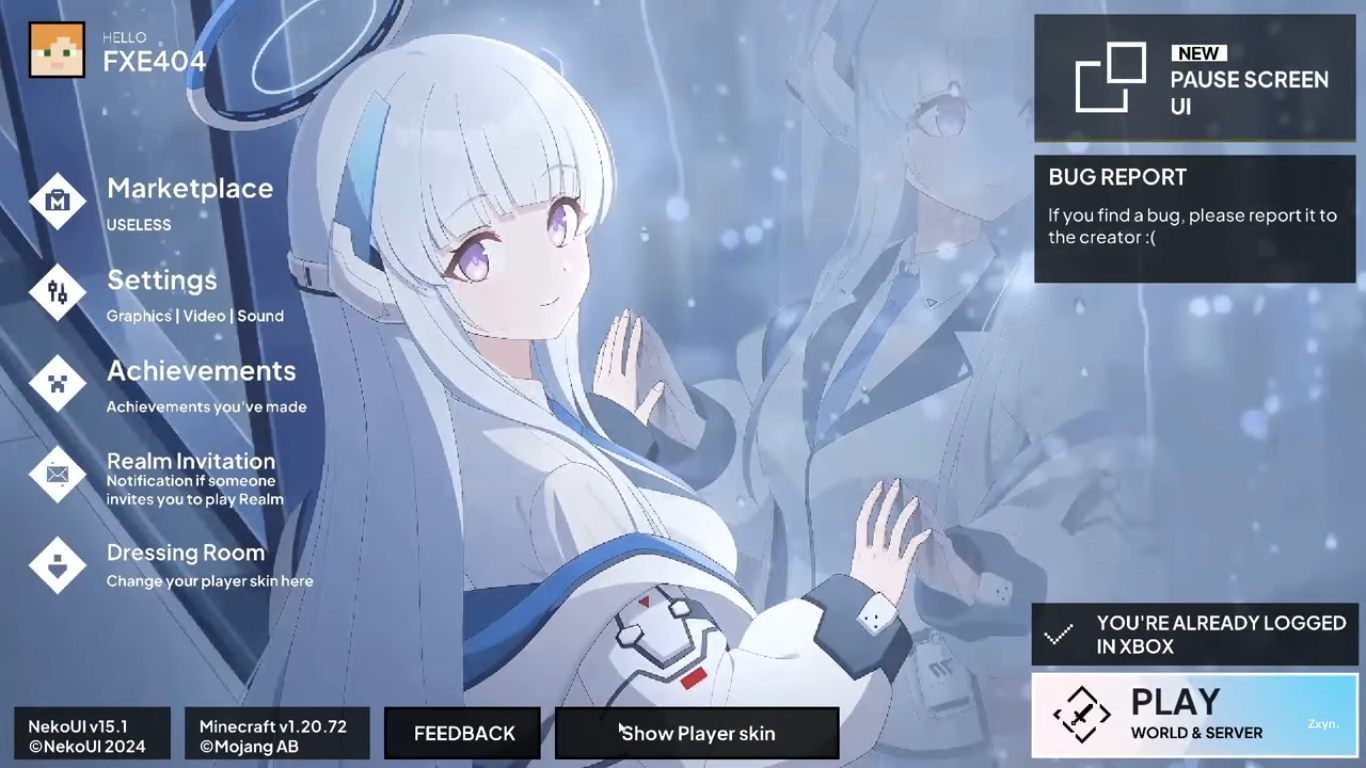 HELLO
FXE404
Marketplace
USELESS
Settings
Graphics | Video | Sound
Achievements
Achievements you've made
Realm Invitation
Notification if someone
invites you to play Realm
Dressing Room
Change your player skin here
NekoUI v15.1
©NekoUI 2024
Minecraft v1.20.72
©Mojang AB
FEEDBACK
Show Player skin
NEW
PAUSE SCREEN
UI
BUG REPORT
If you find a bug, please report it to
the creator :(
YOU'RE ALREADY LOGGED
IN XBOX
PLAY
WORLD & SERVER
Zxyn.